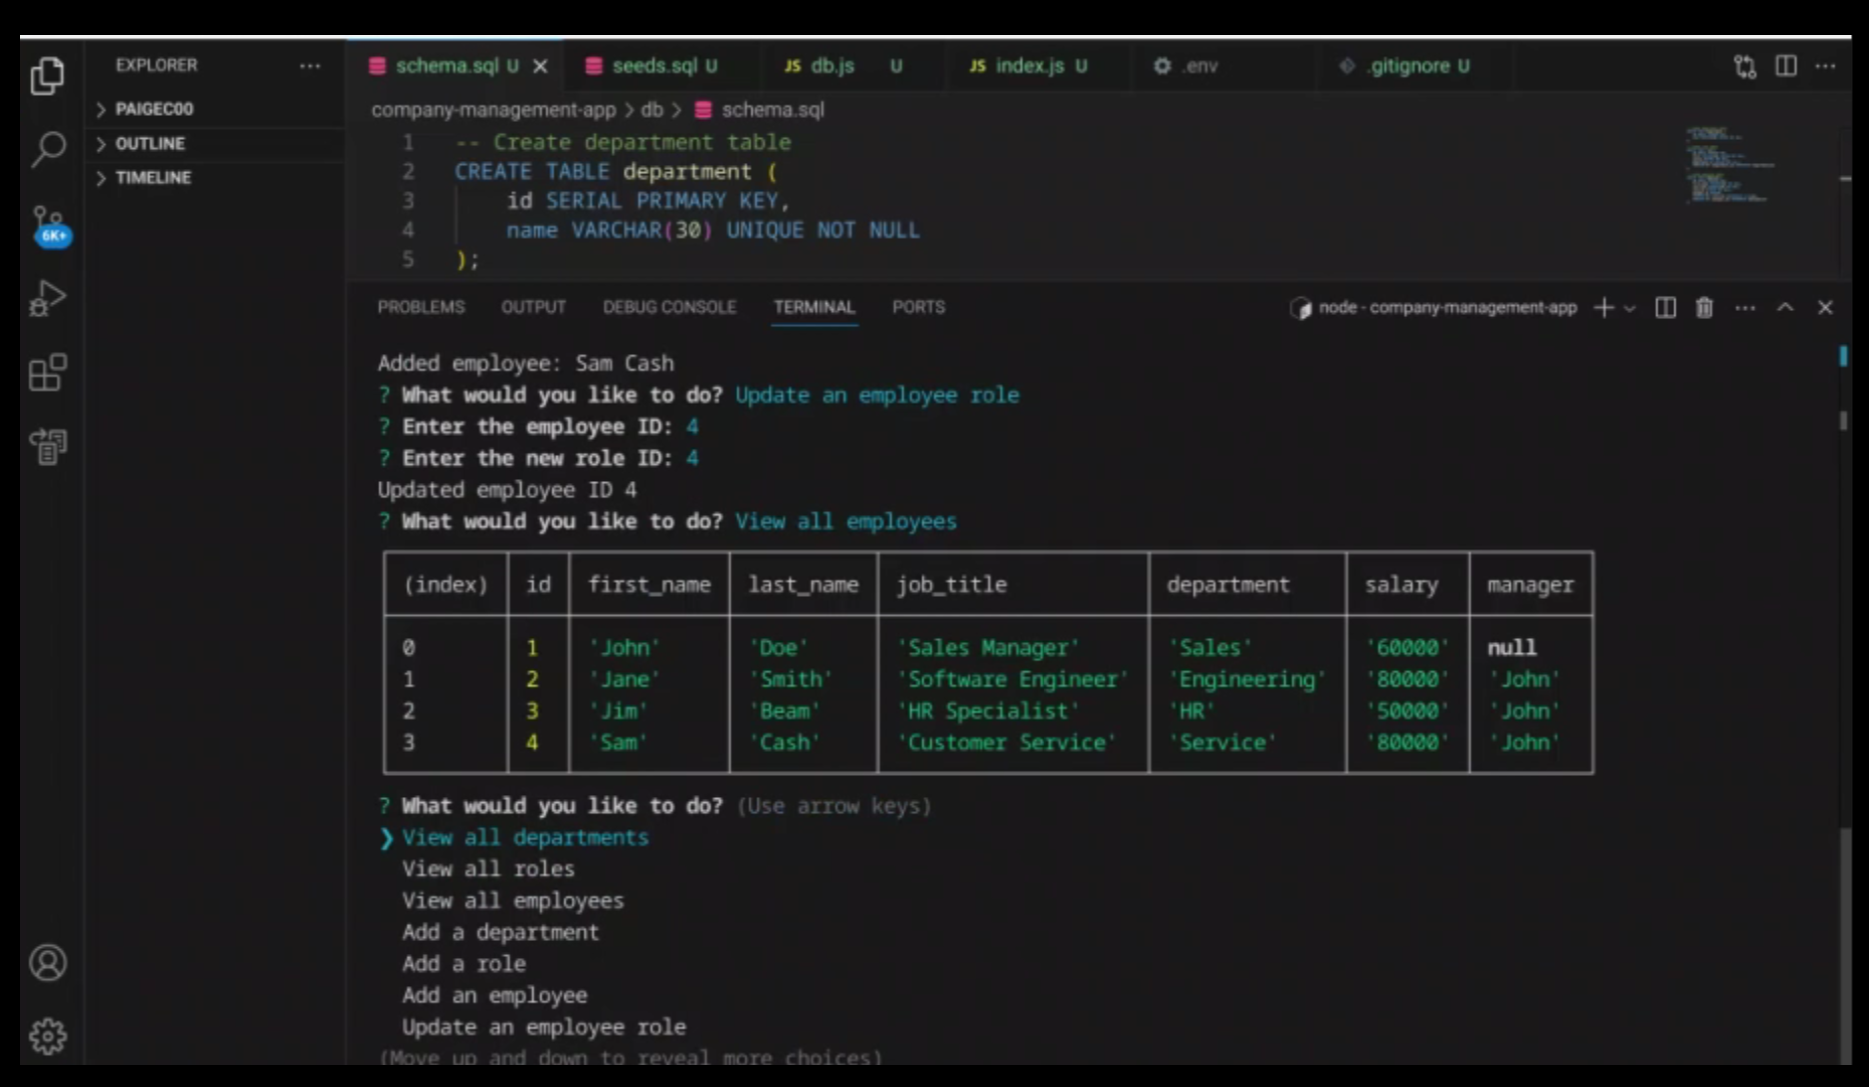 EXPLORER ...
PAIGEC00
OUTLINE
TIMELINE
6K+
schema.sql U
seeds.sql U
JS db.js U
JS index.js U
.env
.gitignore U
company-management-app > db > schema.sql
1 -- Create department table
2 CREATE TABLE department (
3 id SERIAL PRIMARY KEY,
4 name VARCHAR(30) UNIQUE NOT NULL
5 );
PROBLEMS OUTPUT DEBUG CONSOLE TERMINAL PORTS
node - company-management-app
Added employee: Sam Cash
? What would you like to do? Update an employee role
? Enter the employee ID: 4
? Enter the new role ID: 4
Updated employee ID 4
? What would you like to do? View all employees
(index) id first_name last_name job_title department salary manager
0 1 'John' 'Doe' 'Sales Manager' 'Sales' '60000' null
1 2 'Jane' 'Smith' 'Software Engineer' 'Engineering' '80000' 'John'
2 3 'Jim' 'Beam' 'HR Specialist' 'HR' '50000' 'John'
3 4 'Sam' 'Cash' 'Customer Service' 'Service' '80000' 'John'
? What would you like to do? (Use arrow keys)
❯ View all departments
View all roles
View all employees
Add a department
Add a role
Add an employee
Update an employee role
(Move up and down to reveal more choices)